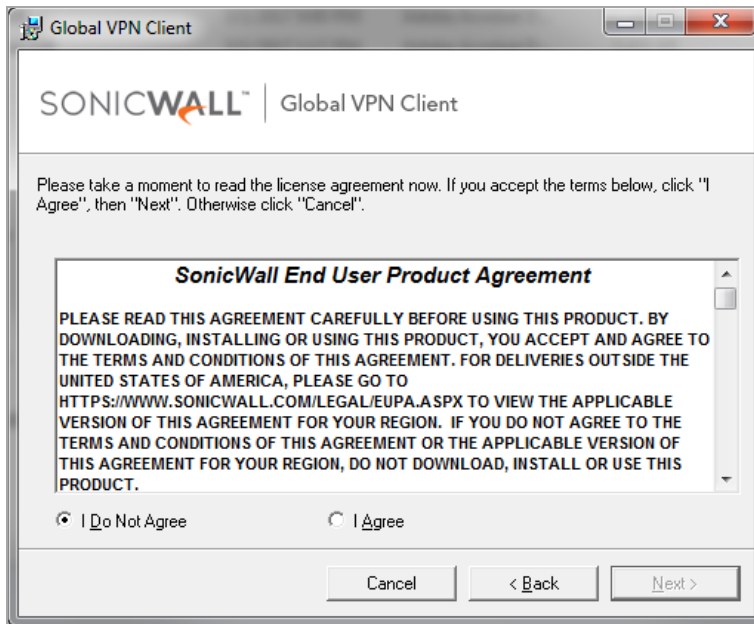 Global VPN Client
SONICWALL™ Global VPN Client
Please take a moment to read the license agreement now. If you accept the terms below, click "I
Agree", then "Next". Otherwise click "Cancel".
SonicWall End User Product Agreement
PLEASE READ THIS AGREEMENT CAREFULLY BEFORE USING THIS PRODUCT. BY
DOWNLOADING, INSTALLING OR USING THIS PRODUCT, YOU ACCEPT AND AGREE TO
THE TERMS AND CONDITIONS OF THIS AGREEMENT. FOR DELIVERIES OUTSIDE THE
UNITED STATES OF AMERICA, PLEASE GO TO
HTTPS://WWW.SONICWALL.COM/LEGAL/EUPA.ASPX TO VIEW THE APPLICABLE
VERSION OF THIS AGREEMENT FOR YOUR REGION. IF YOU DO NOT AGREE TO THE
TERMS AND CONDITIONS OF THIS AGREEMENT OR THE APPLICABLE VERSION OF
THIS AGREEMENT FOR YOUR REGION, DO NOT DOWNLOAD, INSTALL OR USE THIS
PRODUCT.
I Do Not Agree I Agree
Cancel < Back Next >